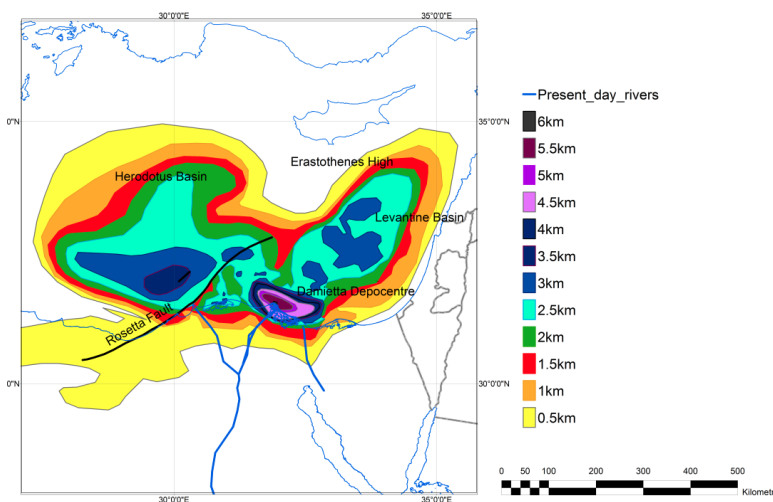 30°0'0"E
35°0'0"E
0"N
35°0'0"N
Erastothenes High
Herodotus Basin
Levantine Basin
Damietta Depocentre
Rosetta Fault
0"N
30°0'0"N
30°0'0"E
35°0'0"E
Present_day_rivers
6km
5.5km
5km
4.5km
4km
3.5km
3km
2.5km
2km
1.5km
1km
0.5km
0 50 100 200 300 400 500
Kilomet